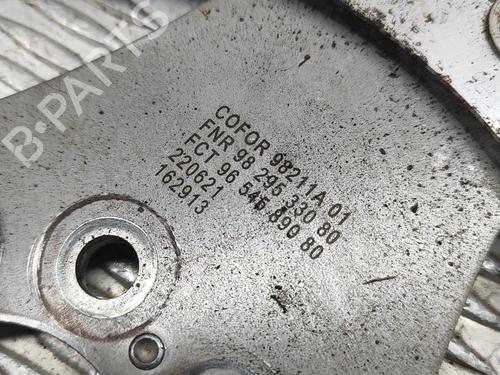 B-PARTS
COFOR 98211A 01
FNR 98 295 330 80
FCT 96 545 890 80
220621
162913